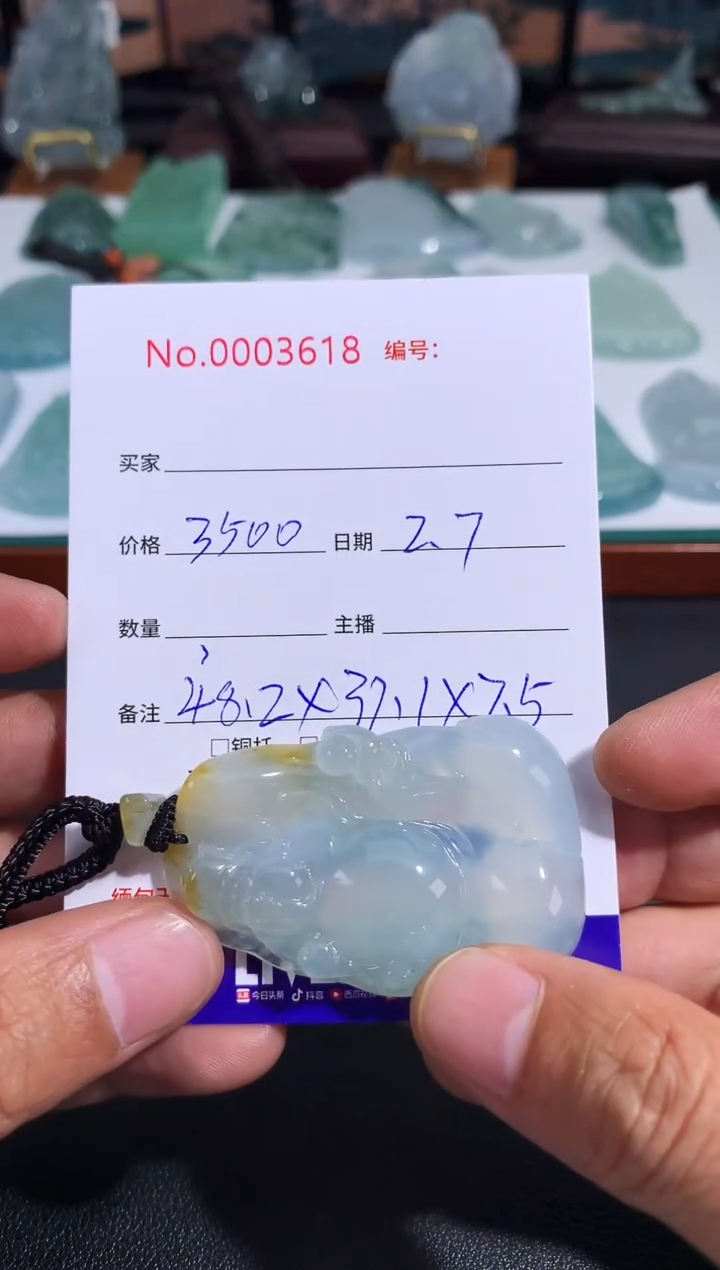 No.0003618 编号：
买家
价格 3500 日期 2.7
数量 主播
备注 48.2X37.1X7.5
□铜托
今日头条 抖音